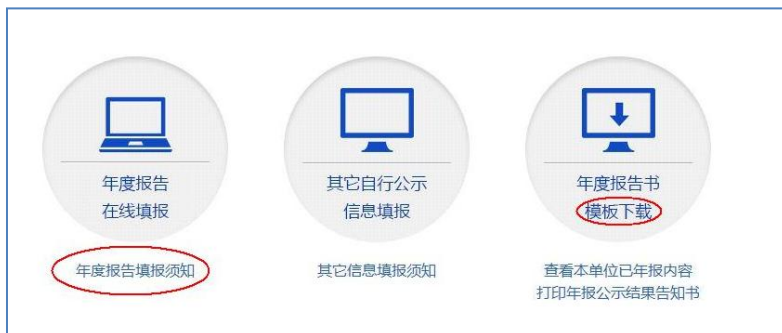 年度报告
在线填报
年度报告填报须知
其它自行公示
信息填报
其它信息填报须知
年度报告书
模板下载
查看本单位已年报内容
打印年报公示结果告知书